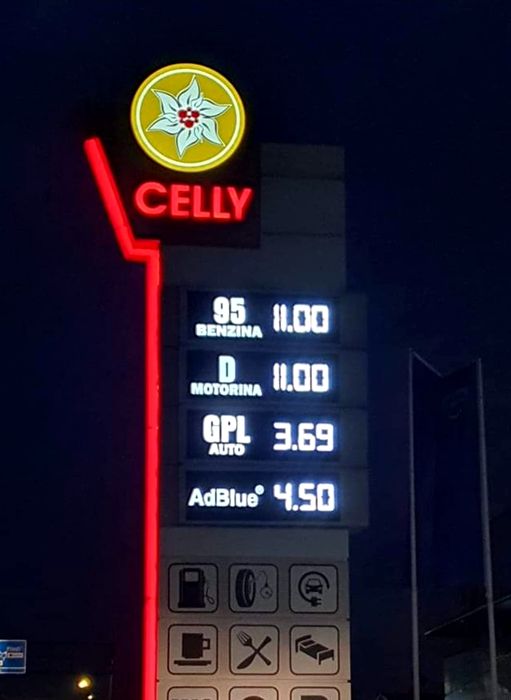 CELLY
95 BENZINA 11.00
D MOTORINA 11.00
GPL AUTO 3.69
AdBlue® 4.50